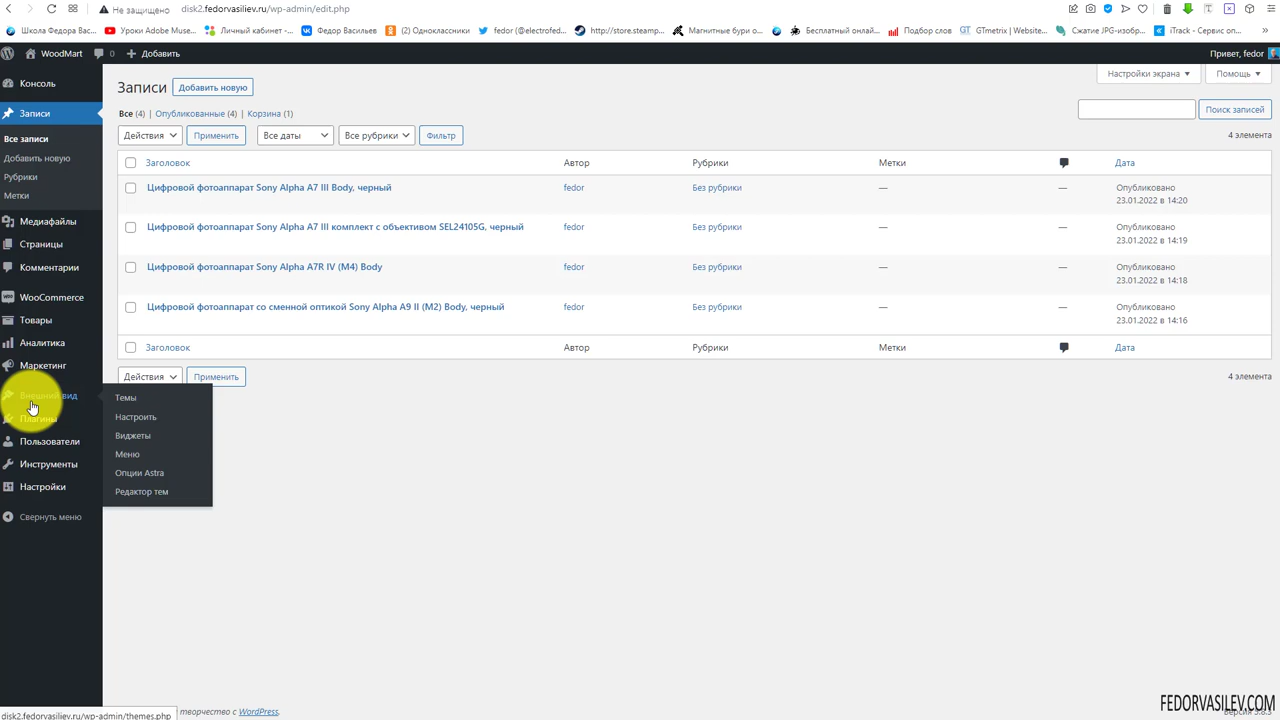 Не защищено
disk2.fedorvasiliev.ru/wp-admin/edit.php
Школа Федора Вас...
Уроки Adobe Muse...
Личный кабинет -...
Федор Васильев
(2) Одноклассники
fedor (@electrofed...
http://store.steamp...
Магнитные бури о...
Бесплатный онлай...
Подбор слов
GTmetrix | Website...
Сжатие JPG-изобр...
iTrack - Сервис оп...
WoodMart
0
Добавить
Привет, fedor
Консоль
Записи
Все записи
Добавить новую
Рубрики
Метки
Медиафайлы
Страницы
Комментарии
WooCommerce
Товары
Аналитика
Маркетинг
Внешний вид
Плагины
Пользователи
Инструменты
Настройки
Свернуть меню
Темы
Настроить
Виджеты
Меню
Опции Astra
Редактор тем
Записи Добавить новую
Настройки экрана
Помощь
Все (4) | Опубликованные (4) | Корзина (1)
Поиск записей
Действия Применить Все даты Все рубрики Фильтр
4 элемента
Заголовок Автор Рубрики Метки Дата
Цифровой фотоаппарат Sony Alpha A7 III Body, черный fedor Без рубрики — — Опубликовано
23.01.2022 в 14:20
Цифровой фотоаппарат Sony Alpha A7 III комплект с объективом SEL24105G, черный fedor Без рубрики — — Опубликовано
23.01.2022 в 14:19
Цифровой фотоаппарат Sony Alpha A7R IV (M4) Body fedor Без рубрики — — Опубликовано
23.01.2022 в 14:18
Цифровой фотоаппарат со сменной оптикой Sony Alpha A9 II (M2) Body, черный fedor Без рубрики — — Опубликовано
23.01.2022 в 14:16
Заголовок Автор Рубрики Метки Дата
Действия Применить
4 элемента
творчество с WordPress.
disk2.fedorvasiliev.ru/wp-admin/themes.php
FEDORVASILEV.COM